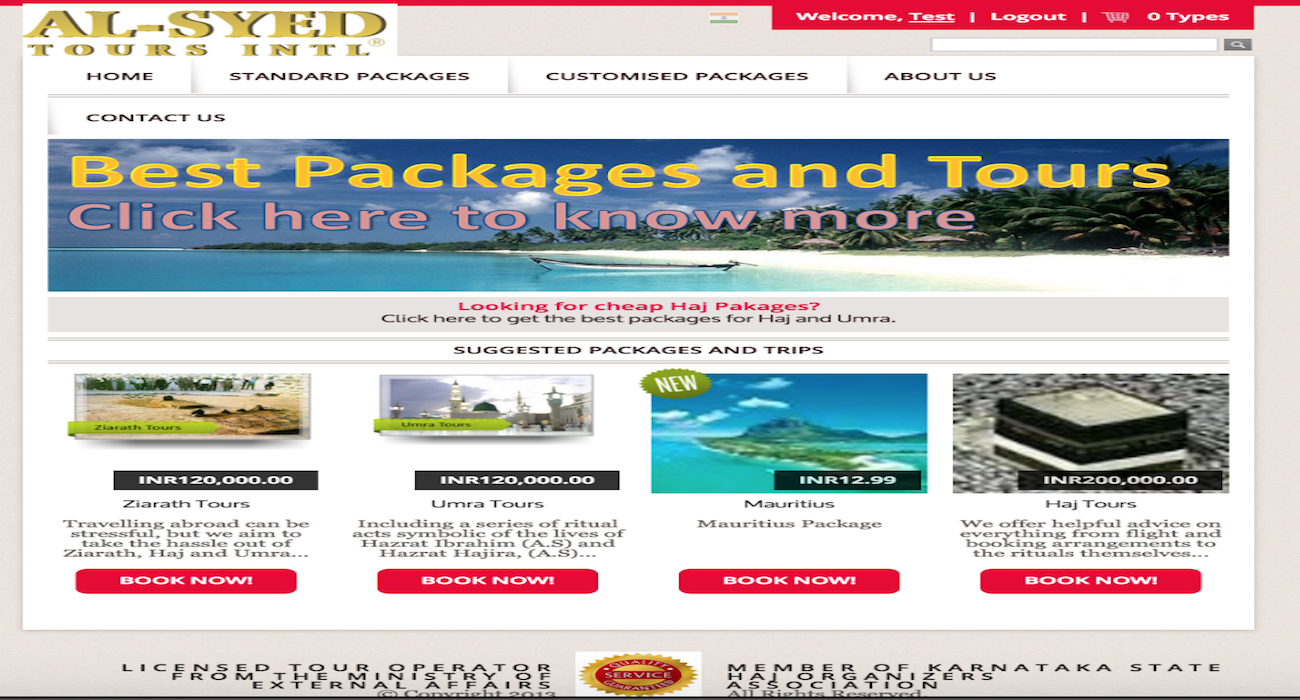 AL-SYED
TOURS INTL®
Welcome, Test | Logout | 0 Types
HOME
STANDARD PACKAGES
CUSTOMISED PACKAGES
ABOUT US
CONTACT US
Best Packages and Tours
Click here to know more
Looking for cheap Haj Pakages?
Click here to get the best packages for Haj and Umra.
SUGGESTED PACKAGES AND TRIPS
Ziarath Tours
INR120,000.00
Ziarath Tours
Travelling abroad can be
stressful, but we aim to
take the hassle out of
Ziarath, Haj and Umra...
BOOK NOW!
Umra Tours
INR120,000.00
Umra Tours
Including a series of ritual
acts symbolic of the lives of
Hazrat Ibrahim (A.S) and
Hazrat Hajira, (A.S)...
BOOK NOW!
NEW
INR12.99
Mauritius
Mauritius Package
BOOK NOW!
INR200,000.00
Haj Tours
We offer helpful advice on
everything from flight and
booking arrangements to
the rituals themselves...
BOOK NOW!
LICENSED TOUR OPERATOR
FROM THE MINISTRY OF
EXTERNAL AFFAIRS
© Copyright 2013
QUALITY
SERVICE
GUARANTEE
MEMBER OF KARNATAKA STATE
HAJ ORGANIZERS
ASSOCIATION
All Rights Reserved.